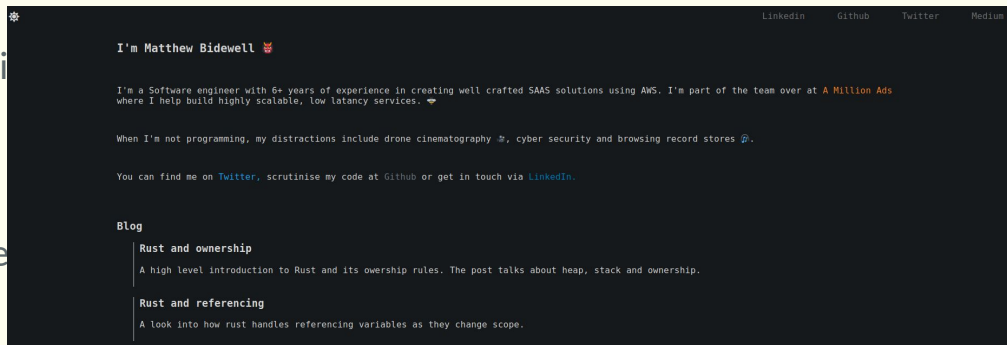 Linkedin Github Twitter Medium
I'm Matthew Bidewell 👹
I'm a Software engineer with 6+ years of experience in creating well crafted SAAS solutions using AWS. I'm part of the team over at A Million Ads
where I help build highly scalable, low latancy services.
When I'm not programming, my distractions include drone cinematography, cyber security and browsing record stores.
You can find me on Twitter, scrutinise my code at Github or get in touch via LinkedIn.
Blog
Rust and ownership
A high level introduction to Rust and its owership rules. The post talks about heap, stack and ownership.
Rust and referencing
A look into how rust handles referencing variables as they change scope.